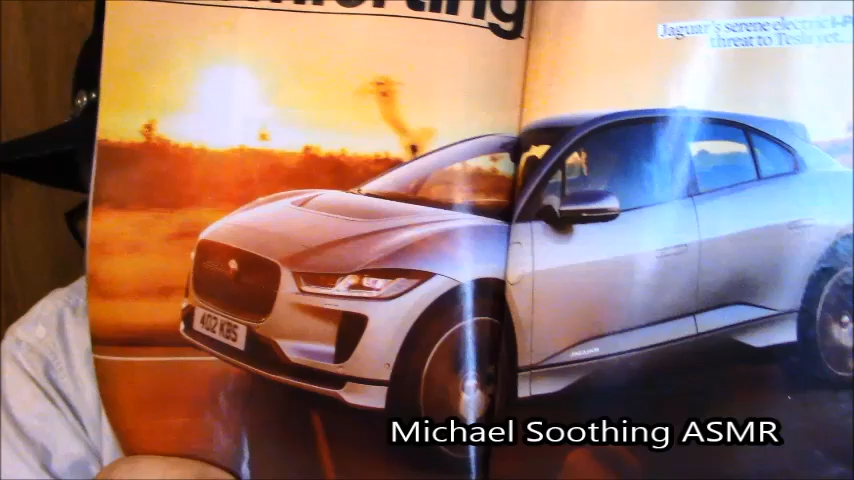 Jaguar's serene electric I-P
threat to Tesla yet...
402 KBS
JAGUAR
Michael Soothing ASMR